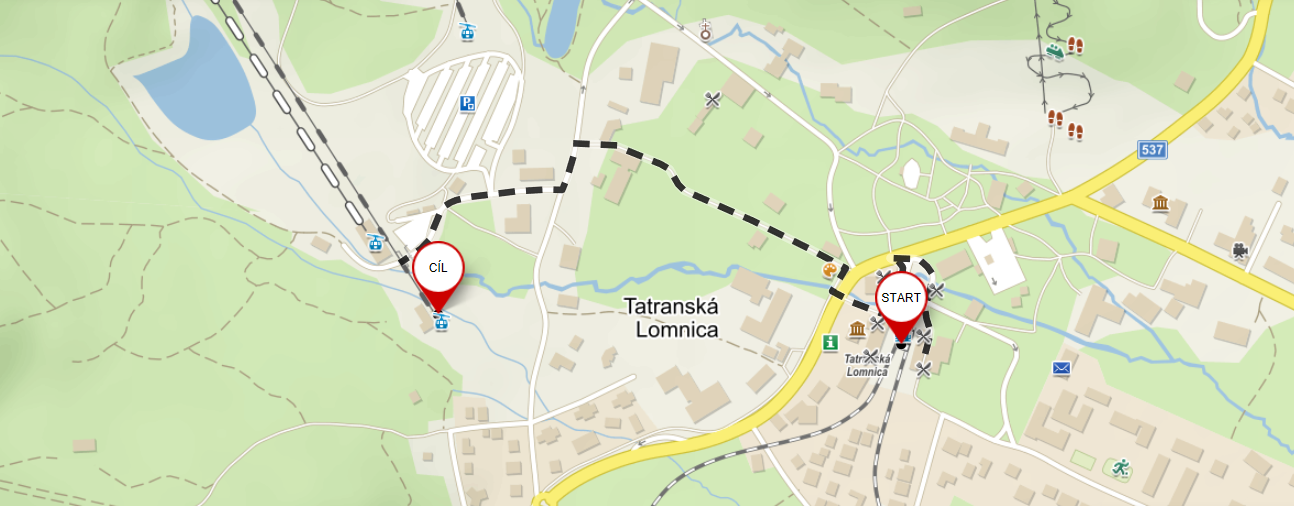 P
537
CÍL
START
Tatranská
Lomnica
i
Tatranská
Lomnica